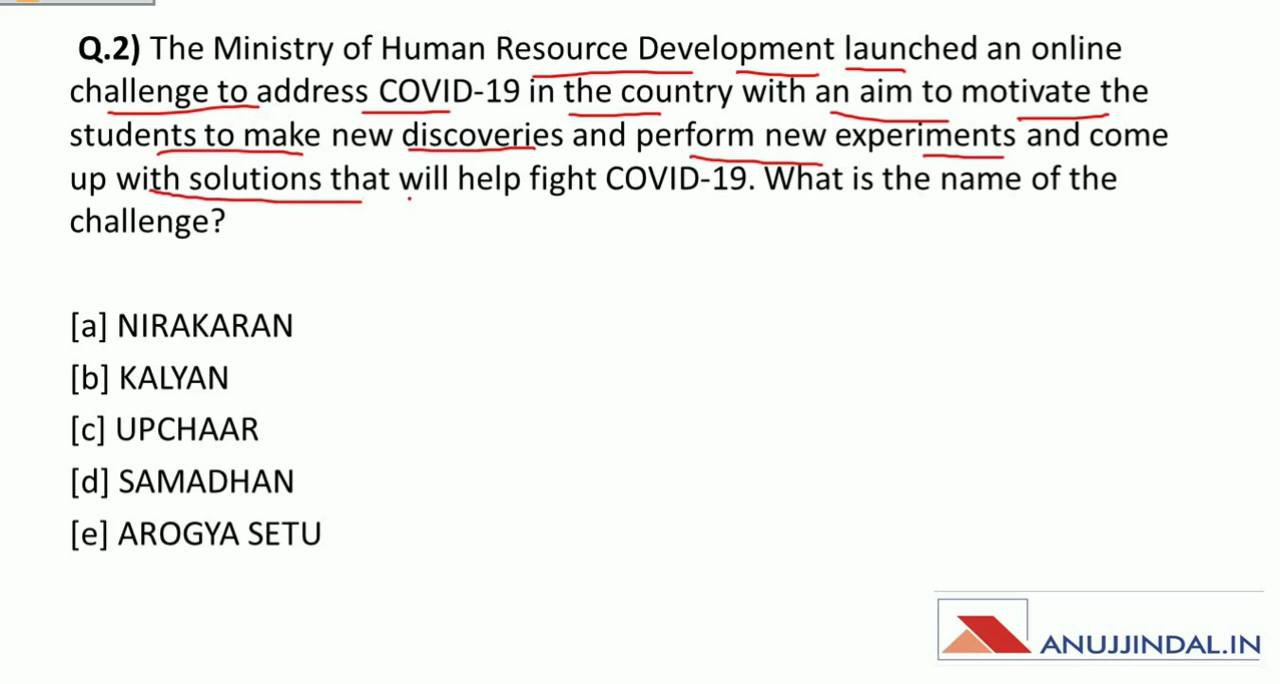 Q.2) The Ministry of Human Resource Development launched an online
challenge to address COVID-19 in the country with an aim to motivate the
students to make new discoveries and perform new experiments and come
up with solutions that will help fight COVID-19. What is the name of the
challenge?
[a] NIRAKARAN
[b] KALYAN
[c] UPCHAAR
[d] SAMADHAN
[e] AROGYA SETU
ANUJJINDAL.IN